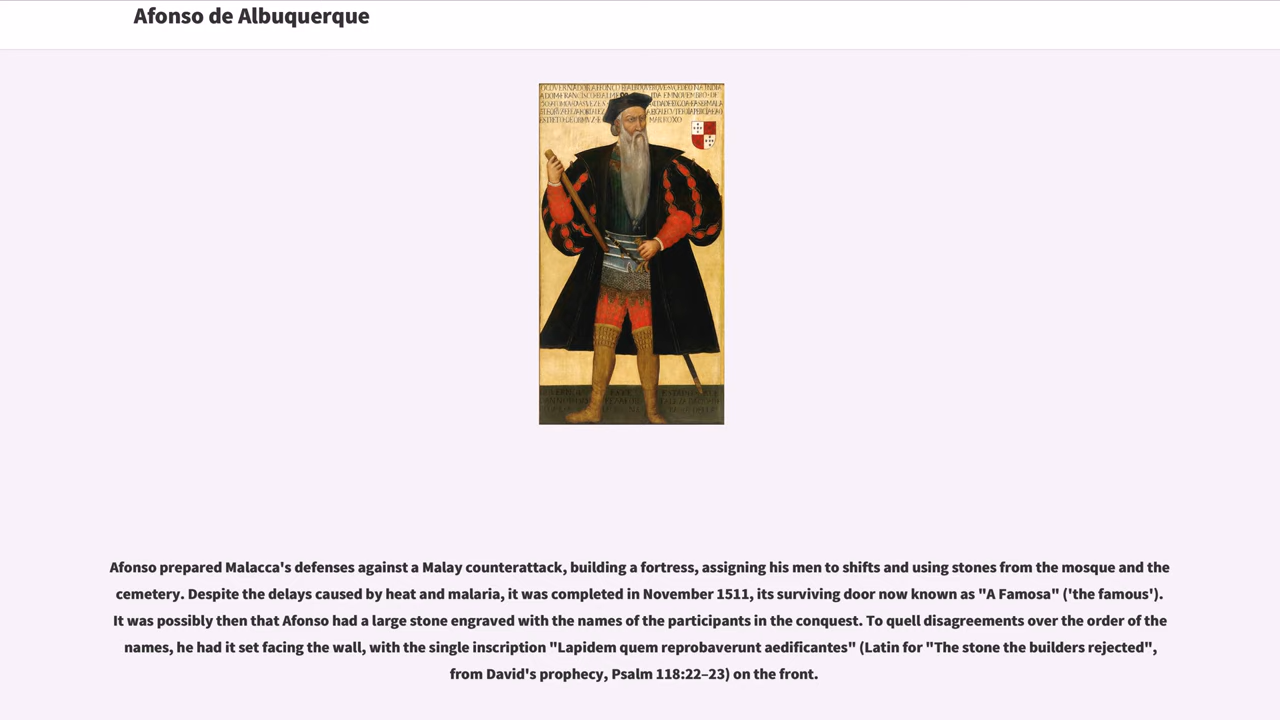 Afonso de Albuquerque
Afonso prepared Malacca's defenses against a Malay counterattack, building a fortress, assigning his men to shifts and using stones from the mosque and the
cemetery. Despite the delays caused by heat and malaria, it was completed in November 1511, its surviving door now known as "A Famosa" ('the famous').
It was possibly then that Afonso had a large stone engraved with the names of the participants in the conquest. To quell disagreements over the order of the
names, he had it set facing the wall, with the single inscription "Lapidem quem reprobaverunt aedificantes" (Latin for "The stone the builders rejected",
from David's prophecy, Psalm 118:22–23) on the front.